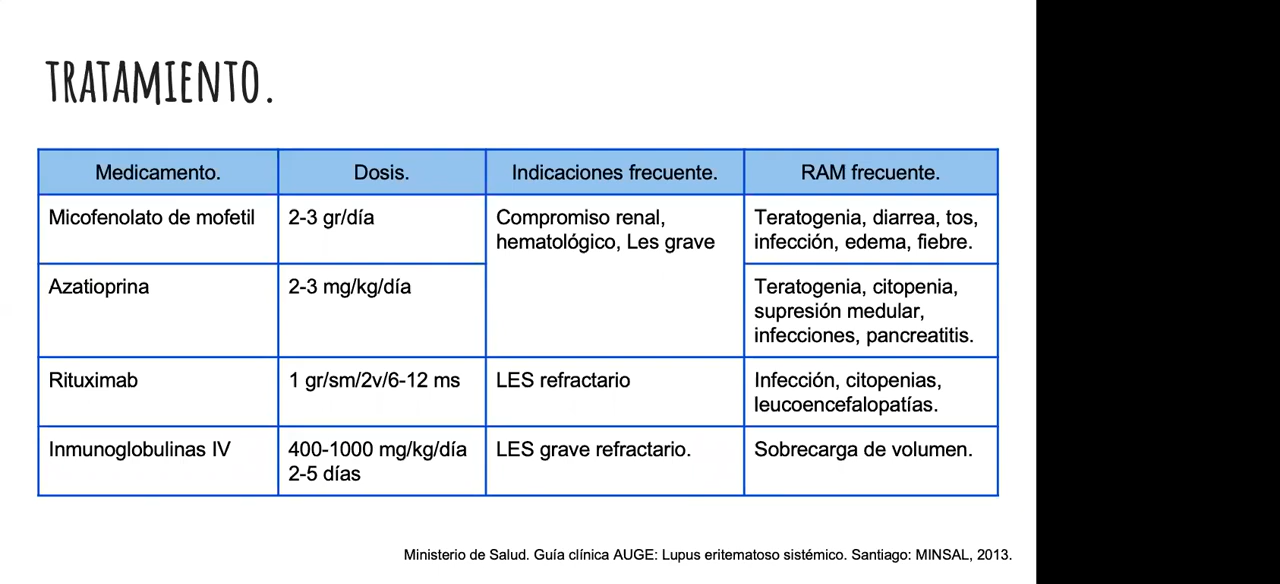 TRATAMIENTO.
Medicamento. Dosis. Indicaciones frecuente. RAM frecuente.
Micofenolato de mofetil 2-3 gr/día Compromiso renal, Teratogenia, diarrea, tos,
hematológico, Les grave infección, edema, fiebre.
Azatioprina 2-3 mg/kg/día Teratogenia, citopenia,
supresión medular,
infecciones, pancreatitis.
Rituximab 1 gr/sm/2v/6-12 ms LES refractario Infección, citopenias,
leucoencefalopatías.
Inmunoglobulinas IV 400-1000 mg/kg/día LES grave refractario. Sobrecarga de volumen.
2-5 días
Ministerio de Salud. Guía clínica AUGE: Lupus eritematoso sistémico. Santiago: MINSAL, 2013.